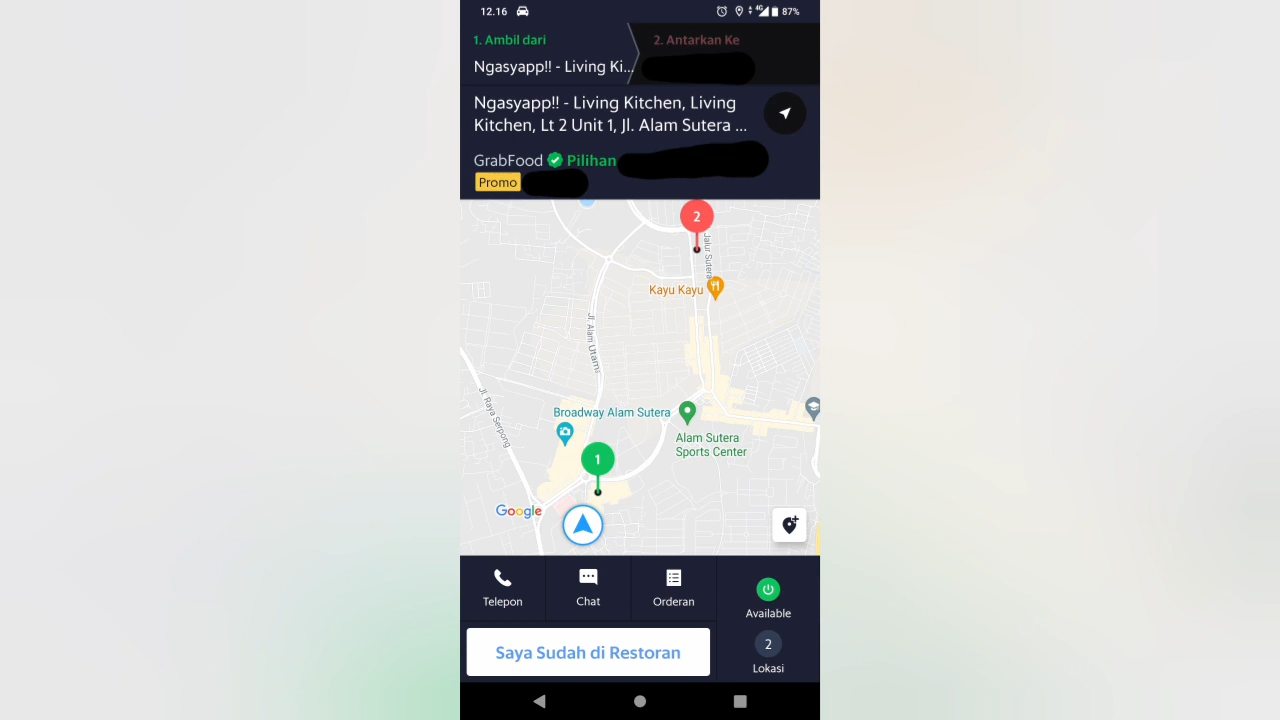 12.16
4G
87%
1. Ambil dari
2. Antarkan Ke
Ngasyapp!! - Living Ki...
Ngasyapp!! - Living Kitchen, Living
Kitchen, Lt 2 Unit 1, Jl. Alam Sutera ...
GrabFood Pilihan
Promo
2
Jalur Sutera
Kayu Kayu
Jl. Alam Utama
Jl. Raya Serpong
Broadway Alam Sutera
Alam Sutera
Sports Center
1
Google
Telepon
Chat
Orderan
Available
Saya Sudah di Restoran
2
Lokasi